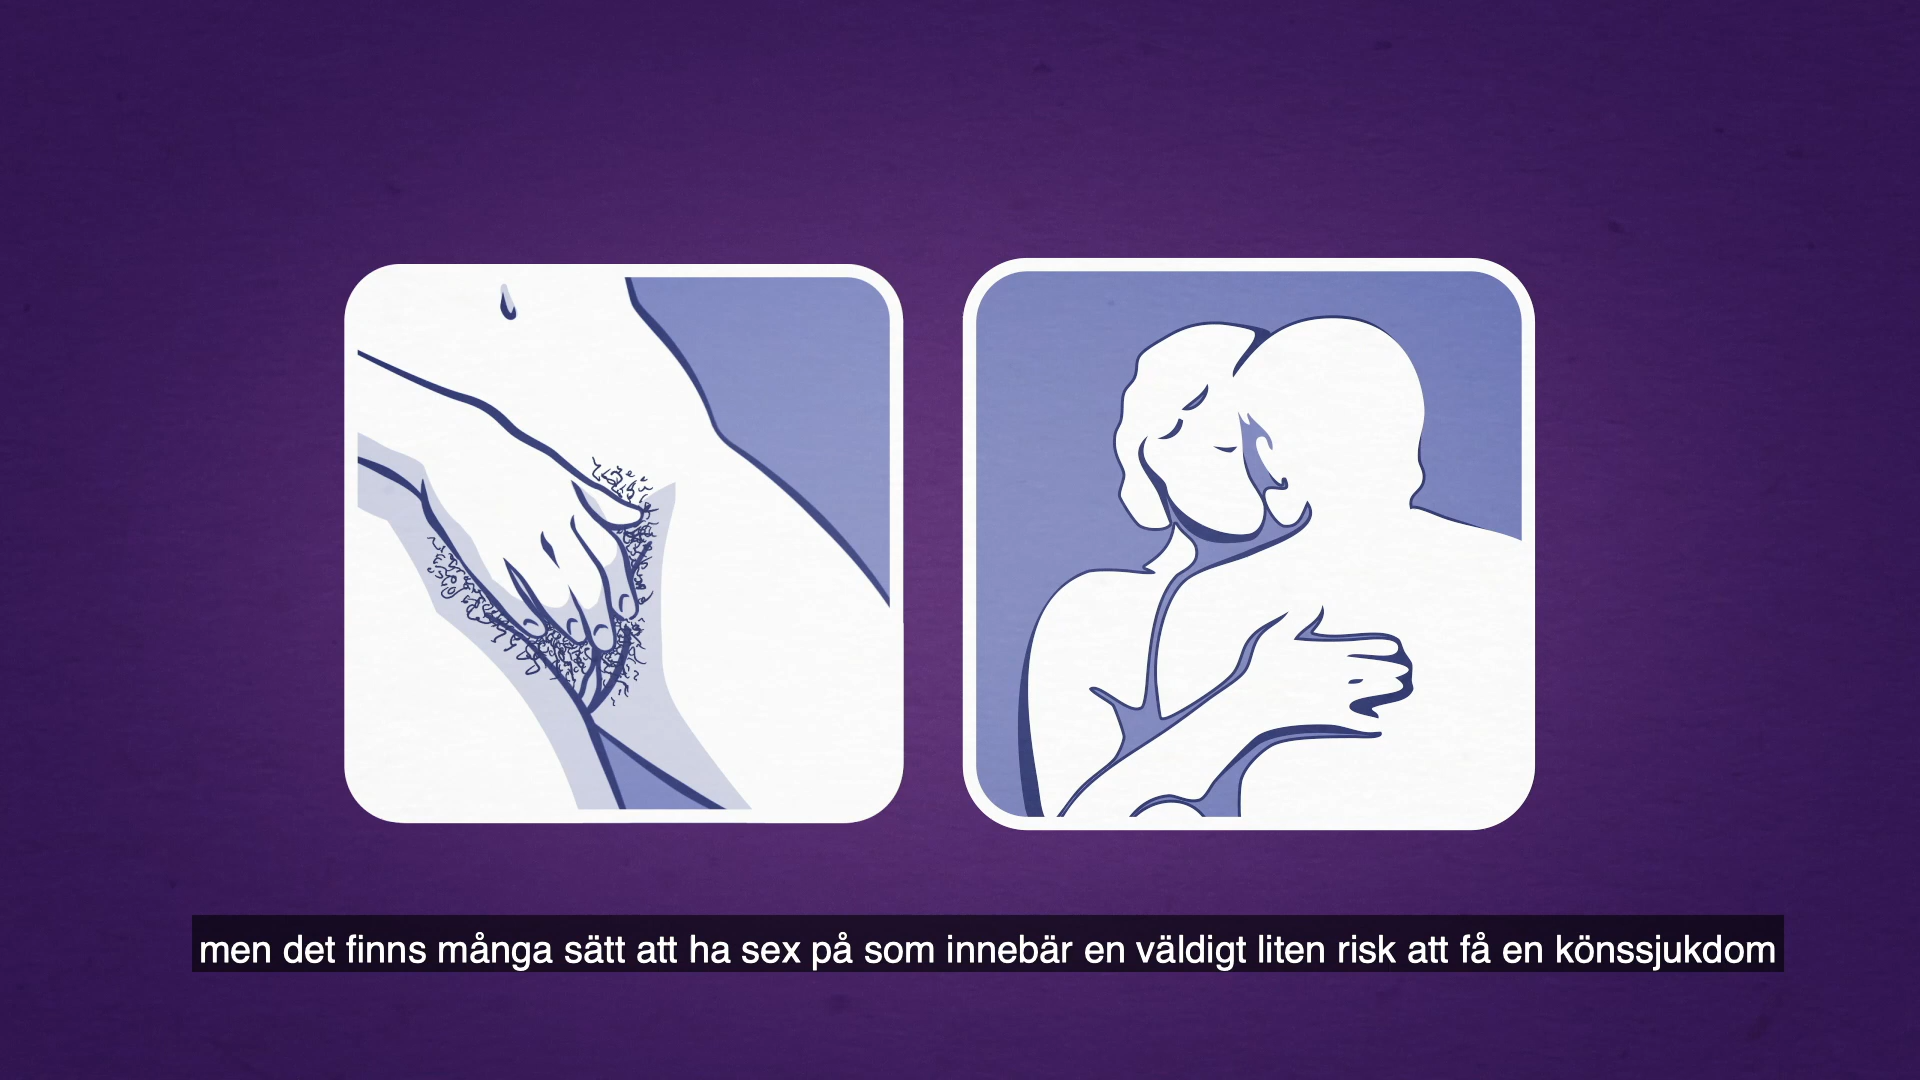 men det finns många sätt att ha sex på som innebär en väldigt liten risk att få en könssjukdom